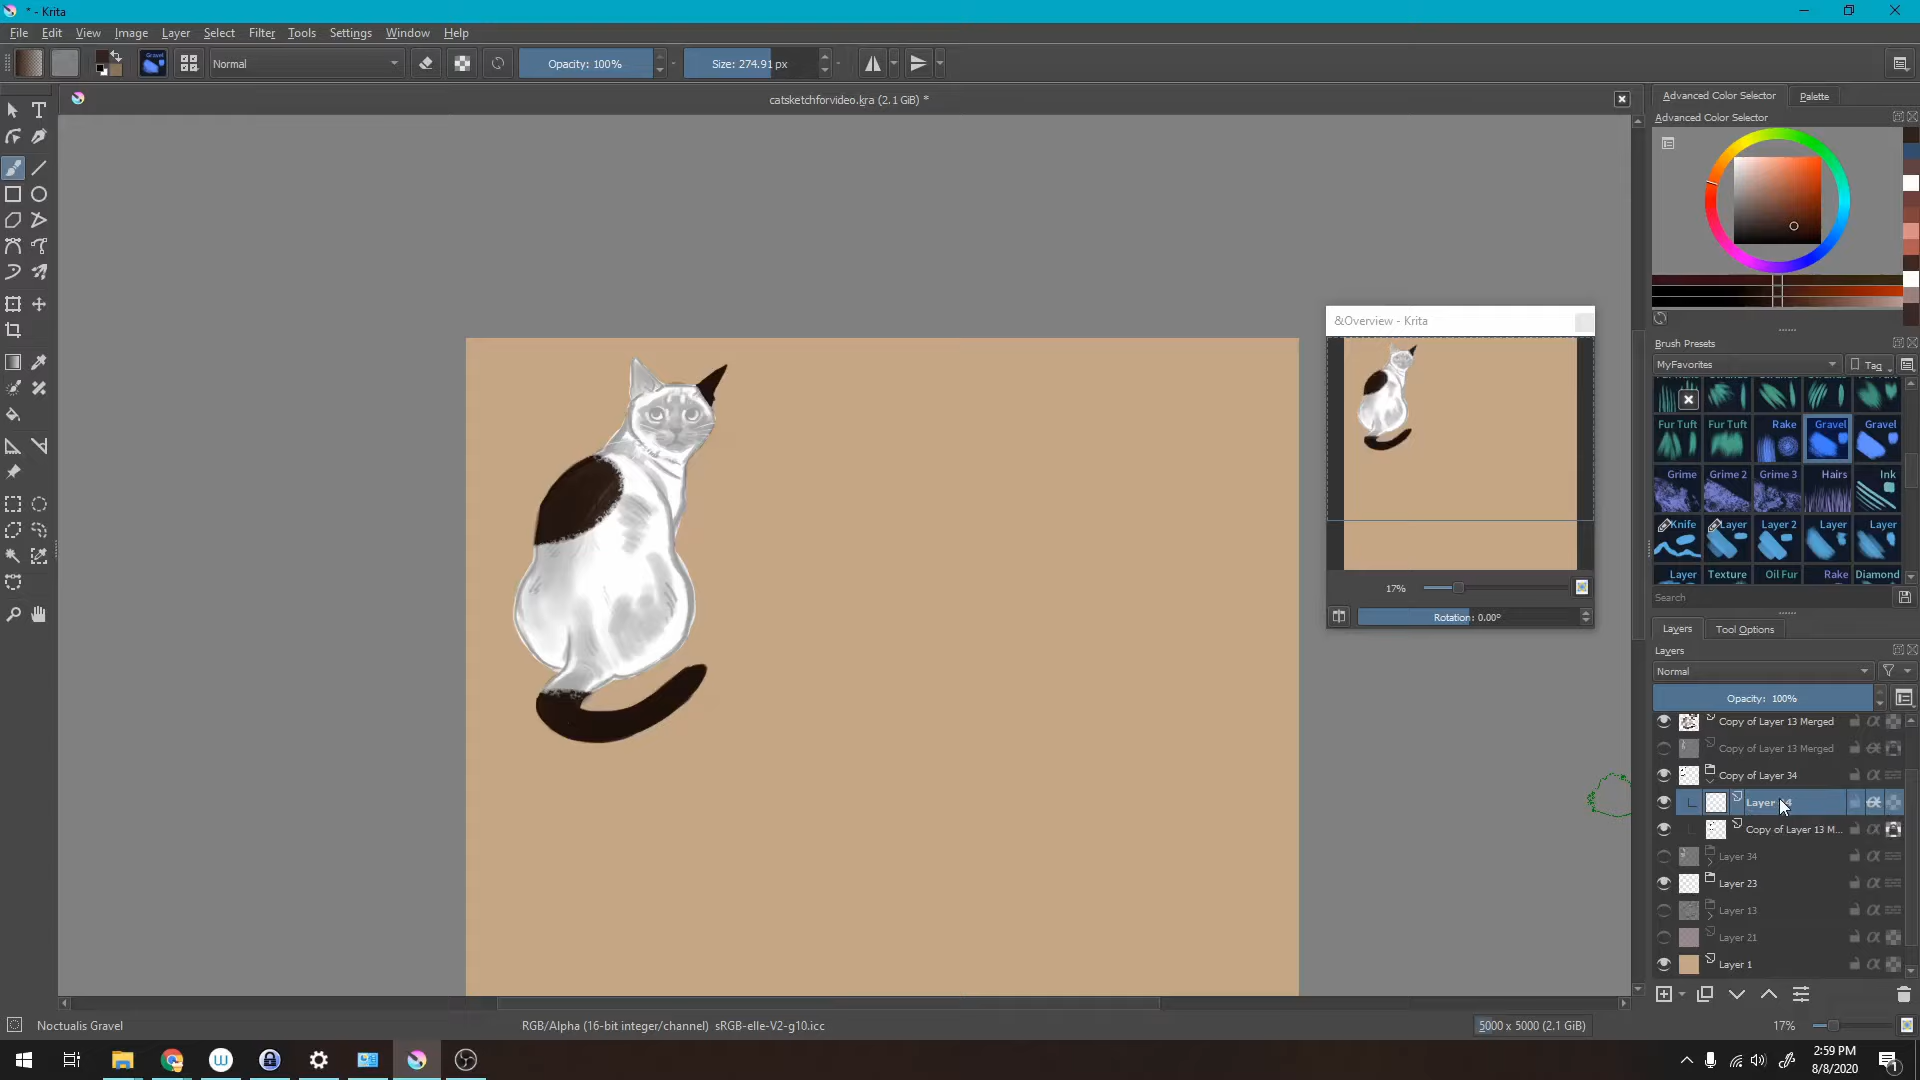 * - Krita
File Edit View Image Layer Select Filter Tools Settings Window Help
Gravel
Normal
Opacity: 100%
Size: 274.91 px
catsketchforvideo.kra (2.1 GiB) *
Advanced Color Selector
Palette
Advanced Color Selector
&Overview - Krita
17%
Rotation: 0.00°
Brush Presets
MyFavorites
Tag
Fur Tuft Fur Tuft Rake Gravel Gravel
Grime Grime 2 Grime 3 Hairs Ink
Knife Layer Layer 2 Layer Layer
Layer Texture Oil Fur Rake Diamond
Search
Layers Tool Options
Layers
Normal
Opacity: 100%
Copy of Layer 13 Merged
Copy of Layer 13 Merged
Copy of Layer 34
Layer
Copy of Layer 13 M...
Layer 34
Layer 23
Layer 13
Layer 21
Layer 1
Noctualis Gravel
RGB/Alpha (16-bit integer/channel) sRGB-elle-V2-g10.icc
5000 x 5000 (2.1 GiB)
17%
2:59 PM
8/8/2020
1